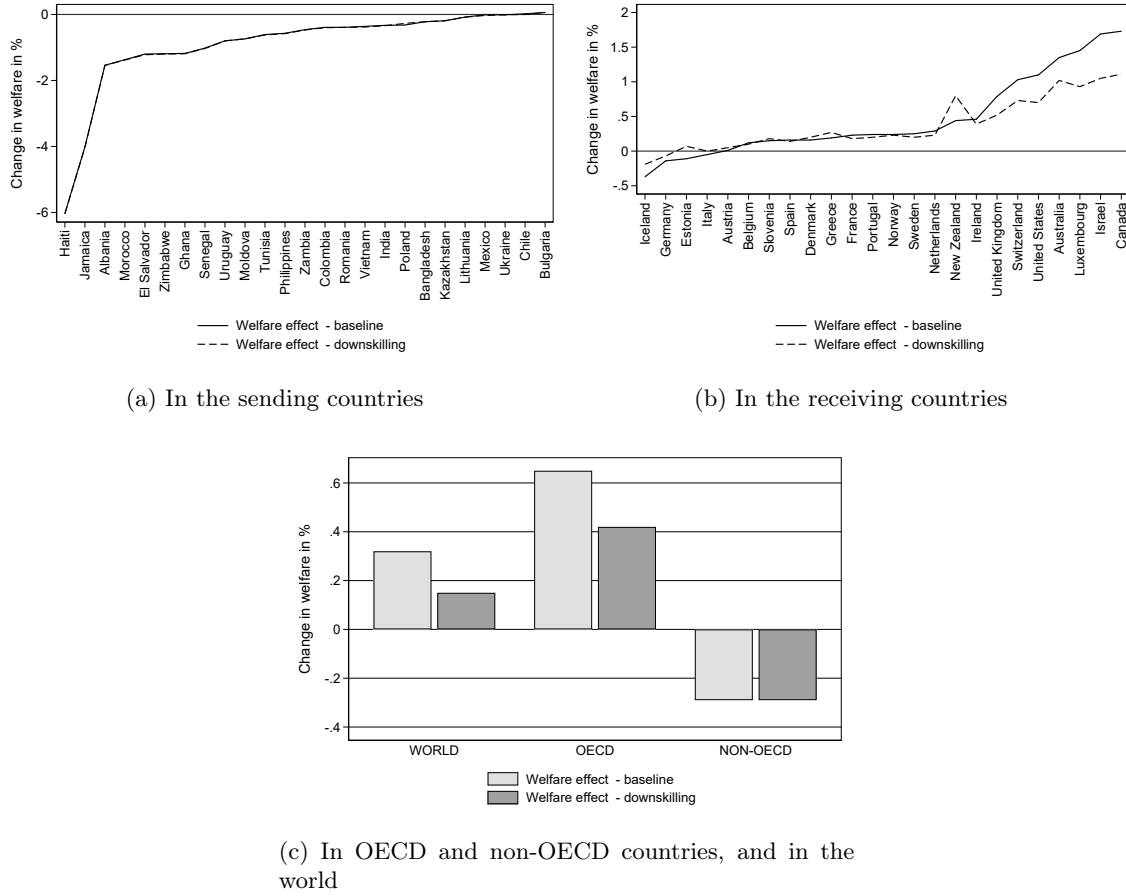 0
-2
-4
-6
Change in welfare in %
Haiti
Jamaica
Albania
Morocco
El Salvador
Zimbabwe
Ghana
Senegal
Uruguay
Moldova
Tunisia
Philippines
Zambia
Colombia
Romania
Vietnam
India
Poland
Bangladesh
Kazakhstan
Lithuania
Mexico
Ukraine
Chile
Bulgaria
Welfare effect - baseline
Welfare effect - downskilling
(a) In the sending countries
2
1.5
1
.5
0
-.5
Change in welfare in %
Iceland
Germany
Estonia
Italy
Austria
Belgium
Slovenia
Spain
Denmark
Greece
France
Portugal
Norway
Sweden
Netherlands
New Zealand
Ireland
United Kingdom
Switzerland
United States
Australia
Luxembourg
Israel
Canada
Welfare effect - baseline
Welfare effect - downskilling
(b) In the receiving countries
.6
.4
.2
0
-.2
-.4
Change in welfare in %
WORLD
OECD
NON-OECD
Welfare effect - baseline
Welfare effect - downskilling
(c) In OECD and non-OECD countries, and in the
world